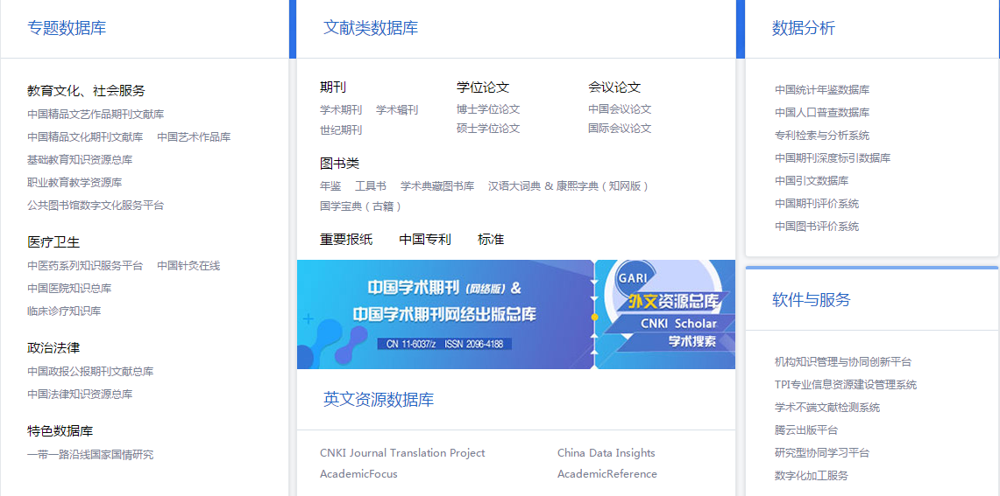 专题数据库
教育文化、社会服务
中国精品文艺作品期刊文献库
中国精品文化期刊文献库 中国艺术作品库
基础教育知识资源总库
职业教育教学资源库
公共图书馆数字文化服务平台
医疗卫生
中医药系列知识服务平台 中国针灸在线
中国医院知识总库
临床诊疗知识库
政治法律
中国政报公报期刊文献总库
中国法律知识资源总库
特色数据库
一带一路沿线国家国情研究
文献类数据库
期刊 学位论文 会议论文
学术期刊 学术辑刊 博士学位论文 中国会议论文
世纪期刊 硕士学位论文 国际会议论文
图书类
年鉴 工具书 学术典藏图书库 汉语大词典 & 康熙字典（知网版）
国学宝典（古籍）
重要报纸 中国专利 标准
中国学术期刊 (网络版) &
中国学术期刊网络出版总库
CN 11-6037/z ISSN 2096-4188
GARI
外文资源总库
CNKI Scholar
学术搜索
英文资源数据库
CNKI Journal Translation Project China Data Insights
AcademicFocus AcademicReference
数据分析
中国统计年鉴数据库
中国人口普查数据库
专利检索与分析系统
中国期刊深度标引数据库
中国引文数据库
中国期刊评价系统
中国图书评价系统
软件与服务
机构知识管理与协同创新平台
TPI专业信息资源建设管理系统
学术不端文献检测系统
腾云出版平台
研究型协同学习平台
数字化加工服务